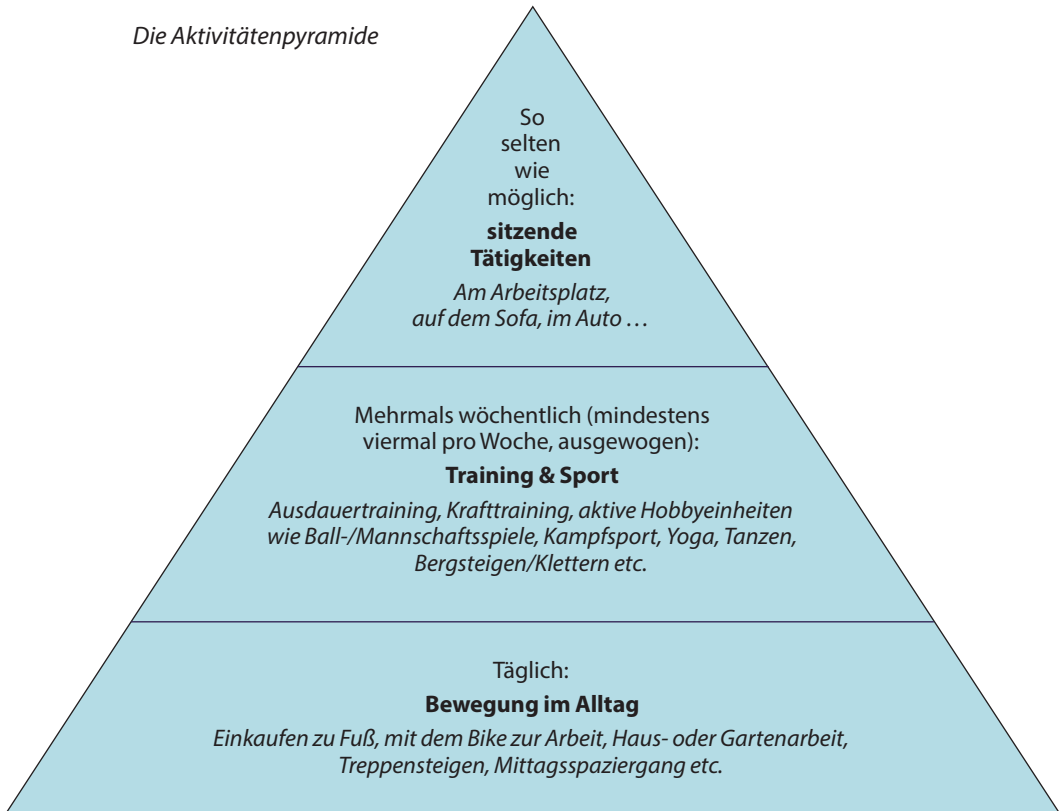 Die Aktivitätenpyramide
So
selten
wie
möglich:
sitzende
Tätigkeiten
Am Arbeitsplatz,
auf dem Sofa, im Auto …
Mehrmals wöchentlich (mindestens
viermal pro Woche, ausgewogen):
Training & Sport
Ausdauertraining, Krafttraining, aktive Hobbyeinheiten
wie Ball-/Mannschaftsspiele, Kampfsport, Yoga, Tanzen,
Bergsteigen/Klettern etc.
Täglich:
Bewegung im Alltag
Einkaufen zu Fuß, mit dem Bike zur Arbeit, Haus- oder Gartenarbeit,
Treppensteigen, Mittagsspaziergang etc.